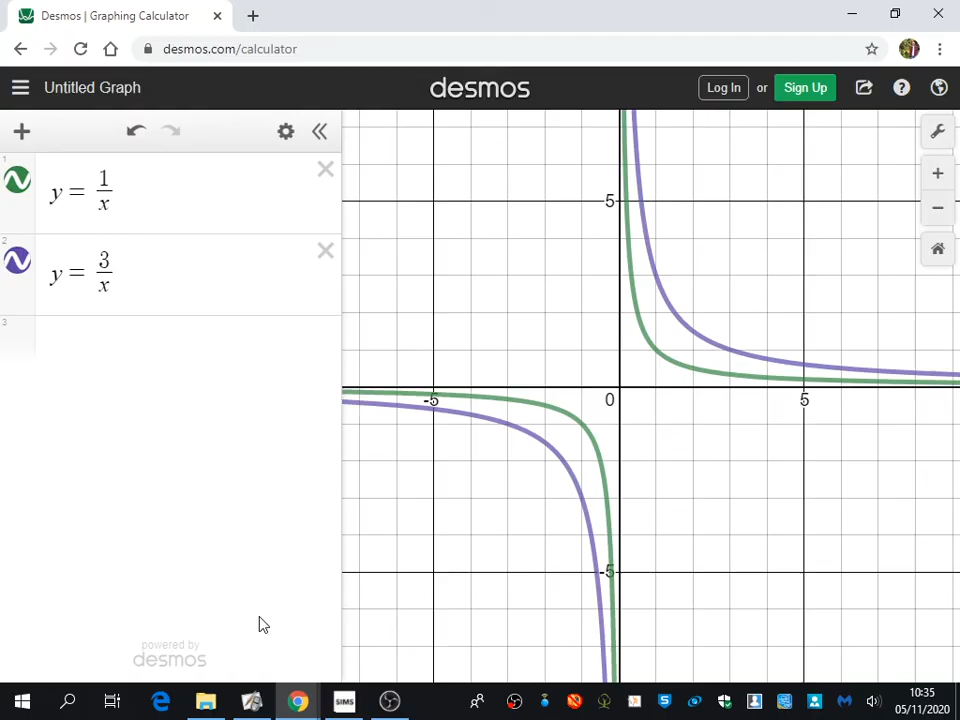 Desmos | Graphing Calculator
desmos.com/calculator
Untitled Graph
desmos
Log In or Sign Up
1
y = 1/x
2
y = 3/x
3
5
-5
0
5
-5
powered by
desmos
SIMS
10:35
05/11/2020